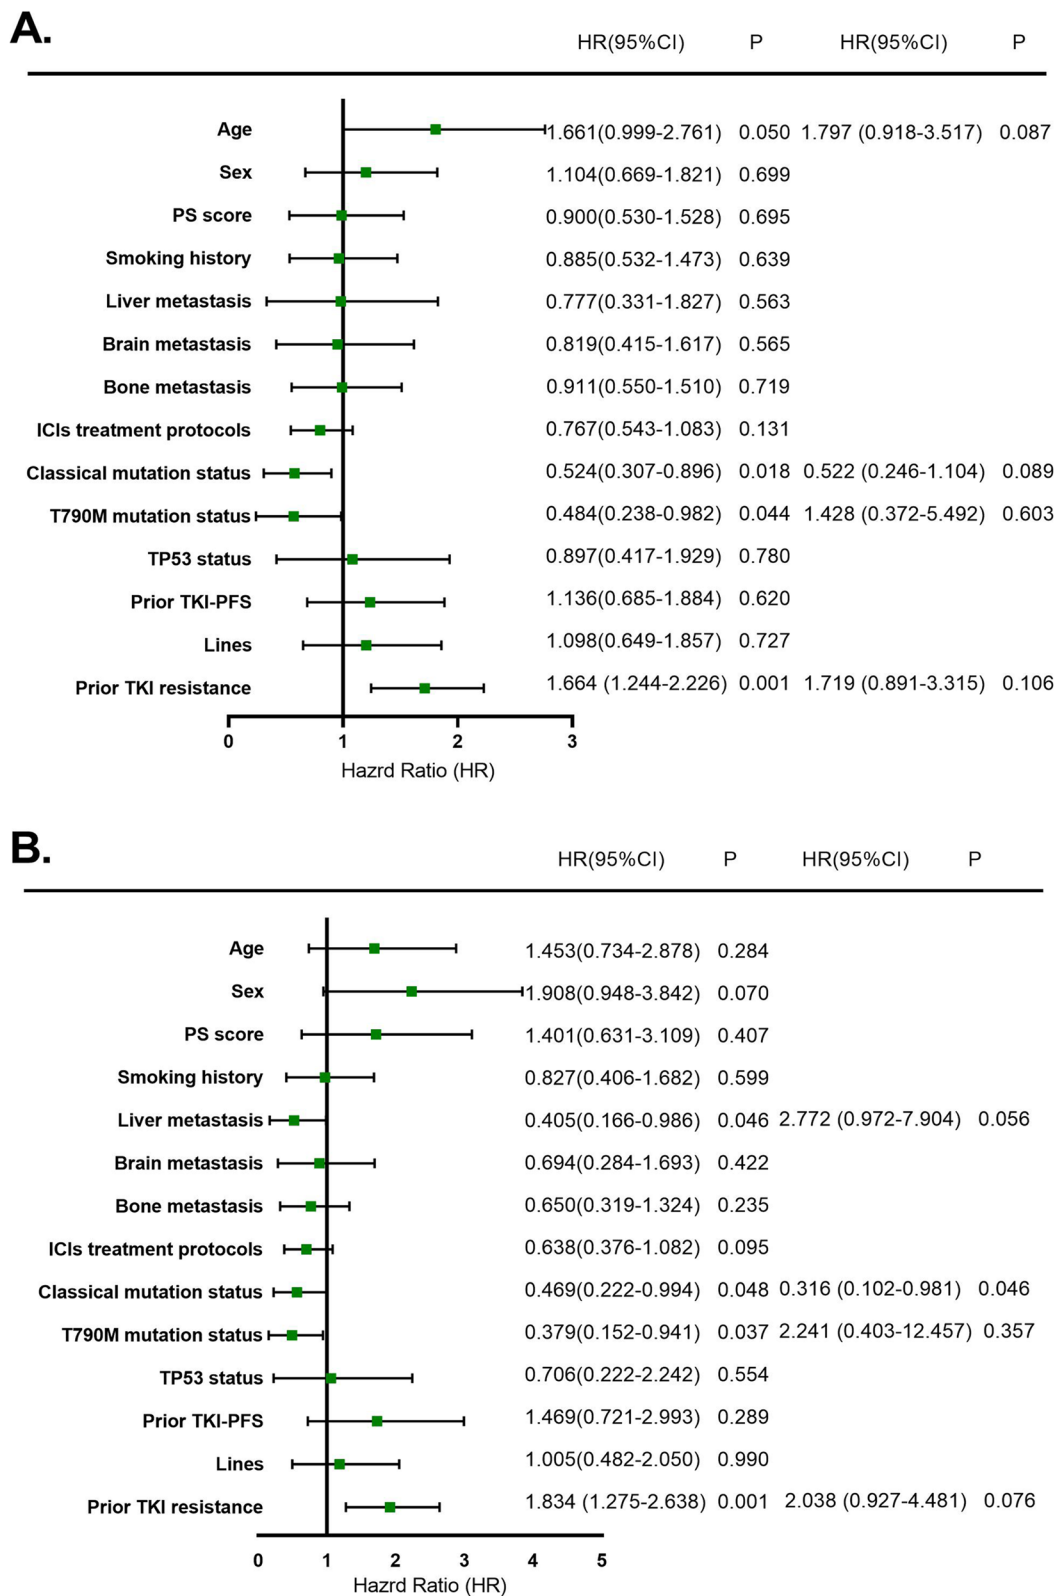 A.
HR(95%CI) P HR(95%CI) P
Age 1.661(0.999-2.761) 0.050 1.797 (0.918-3.517) 0.087
Sex 1.104(0.669-1.821) 0.699
PS score 0.900(0.530-1.528) 0.695
Smoking history 0.885(0.532-1.473) 0.639
Liver metastasis 0.777(0.331-1.827) 0.563
Brain metastasis 0.819(0.415-1.617) 0.565
Bone metastasis 0.911(0.550-1.510) 0.719
ICIs treatment protocols 0.767(0.543-1.083) 0.131
Classical mutation status 0.524(0.307-0.896) 0.018 0.522 (0.246-1.104) 0.089
T790M mutation status 0.484(0.238-0.982) 0.044 1.428 (0.372-5.492) 0.603
TP53 status 0.897(0.417-1.929) 0.780
Prior TKI-PFS 1.136(0.685-1.884) 0.620
Lines 1.098(0.649-1.857) 0.727
Prior TKI resistance 1.664 (1.244-2.226) 0.001 1.719 (0.891-3.315) 0.106
0 1 2 3
Hazrd Ratio (HR)
B.
HR(95%CI) P HR(95%CI) P
Age 1.453(0.734-2.878) 0.284
Sex 1.908(0.948-3.842) 0.070
PS score 1.401(0.631-3.109) 0.407
Smoking history 0.827(0.406-1.682) 0.599
Liver metastasis 0.405(0.166-0.986) 0.046 2.772 (0.972-7.904) 0.056
Brain metastasis 0.694(0.284-1.693) 0.422
Bone metastasis 0.650(0.319-1.324) 0.235
ICIs treatment protocols 0.638(0.376-1.082) 0.095
Classical mutation status 0.469(0.222-0.994) 0.048 0.316 (0.102-0.981) 0.046
T790M mutation status 0.379(0.152-0.941) 0.037 2.241 (0.403-12.457) 0.357
TP53 status 0.706(0.222-2.242) 0.554
Prior TKI-PFS 1.469(0.721-2.993) 0.289
Lines 1.005(0.482-2.050) 0.990
Prior TKI resistance 1.834 (1.275-2.638) 0.001 2.038 (0.927-4.481) 0.076
0 1 2 3 4 5
Hazrd Ratio (HR)